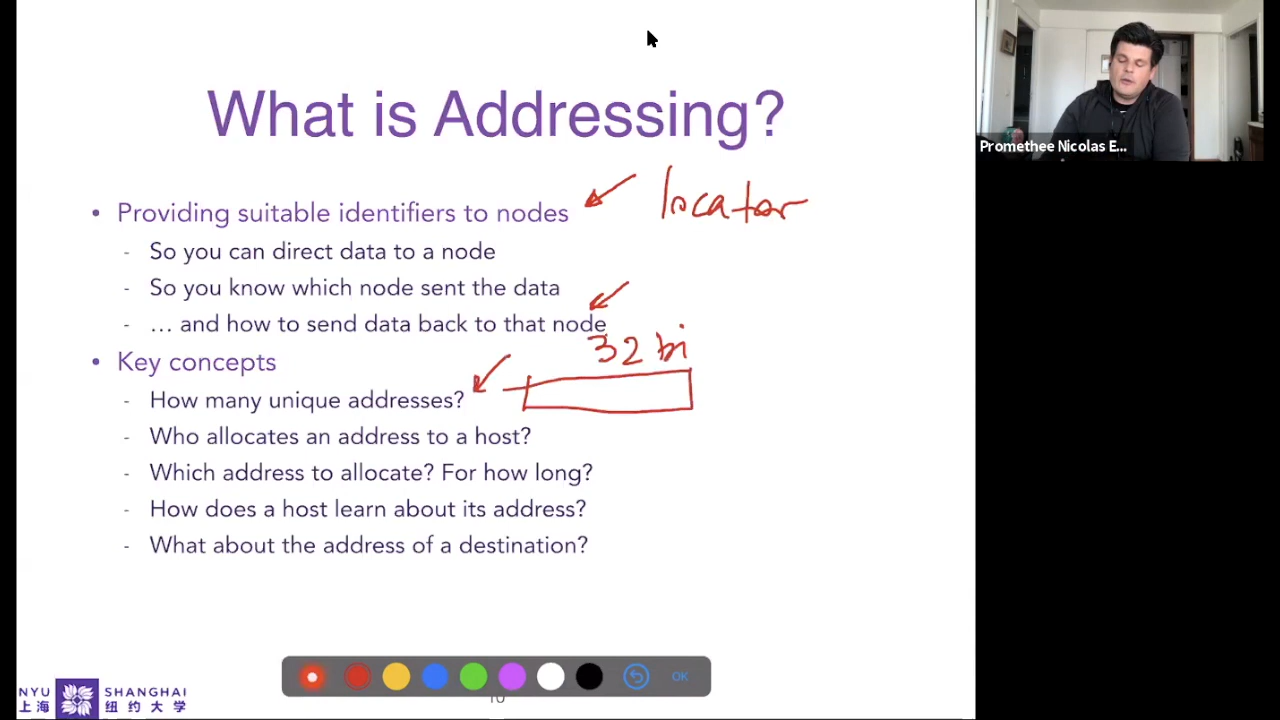 What is Addressing?
• Providing suitable identifiers to nodes
locator
- So you can direct data to a node
- So you know which node sent the data
- … and how to send data back to that node
32 bi
• Key concepts
- How many unique addresses?
- Who allocates an address to a host?
- Which address to allocate? For how long?
- How does a host learn about its address?
- What about the address of a destination?
OK
10
NYU SHANGHAI
上海 纽约大学
Promethee Nicolas E...